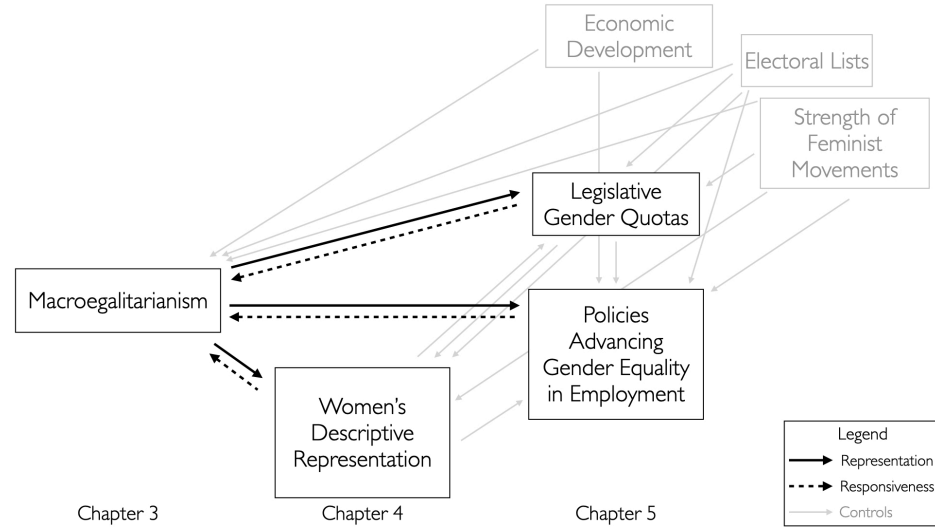 Economic
Development
Electoral Lists
Strength of
Feminist
Movements
Legislative
Gender Quotas
Macroegalitarianism
Policies
Advancing
Gender Equality
in Employment
Women's
Descriptive
Representation
Legend
Representation
Responsiveness
Controls
Chapter 3
Chapter 4
Chapter 5